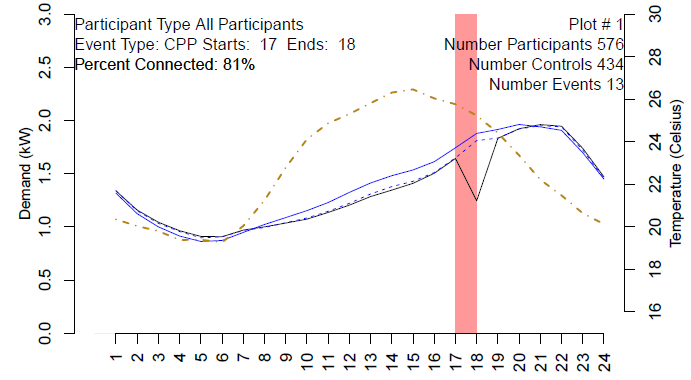 Participant Type All Participants
Plot # 1
Event Type: CPP Starts: 17 Ends: 18
Number Participants 576
Percent Connected: 81%
Number Controls 434
Number Events 13
Demand (kW)
3.0
2.5
2.0
1.5
1.0
0.5
0.0
Temperature (Celsius)
30
28
26
24
22
20
18
16
1 2 3 4 5 6 7 8 9 10 11 12 13 14 15 16 17 18 19 20 21 22 23 24